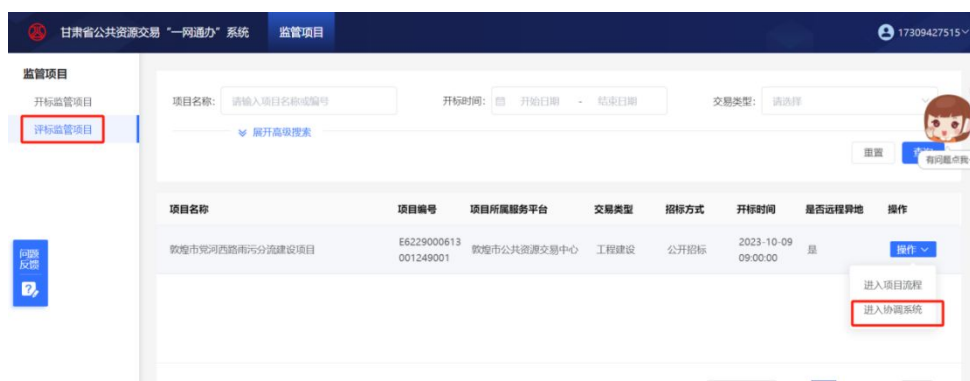 甘肃省公共资源交易“一网通办”系统 监管项目 17309427515
监管项目
开标监管项目
评标监管项目
项目名称: 请输入项目名称或编号 开标时间: 开始日期 - 结束日期 交易类型: 请选择
展开高级搜索
重置
有问题点我
项目名称 项目编号 项目所属服务平台 交易类型 招标方式 开标时间 是否远程异地 操作
敦煌市党河西路雨污分流建设项目 E6229000613001249001 敦煌市公共资源交易中心 工程建设 公开招标 2023-10-09 09:00:00 是 操作
问题
反馈
进入项目流程
进入协调系统